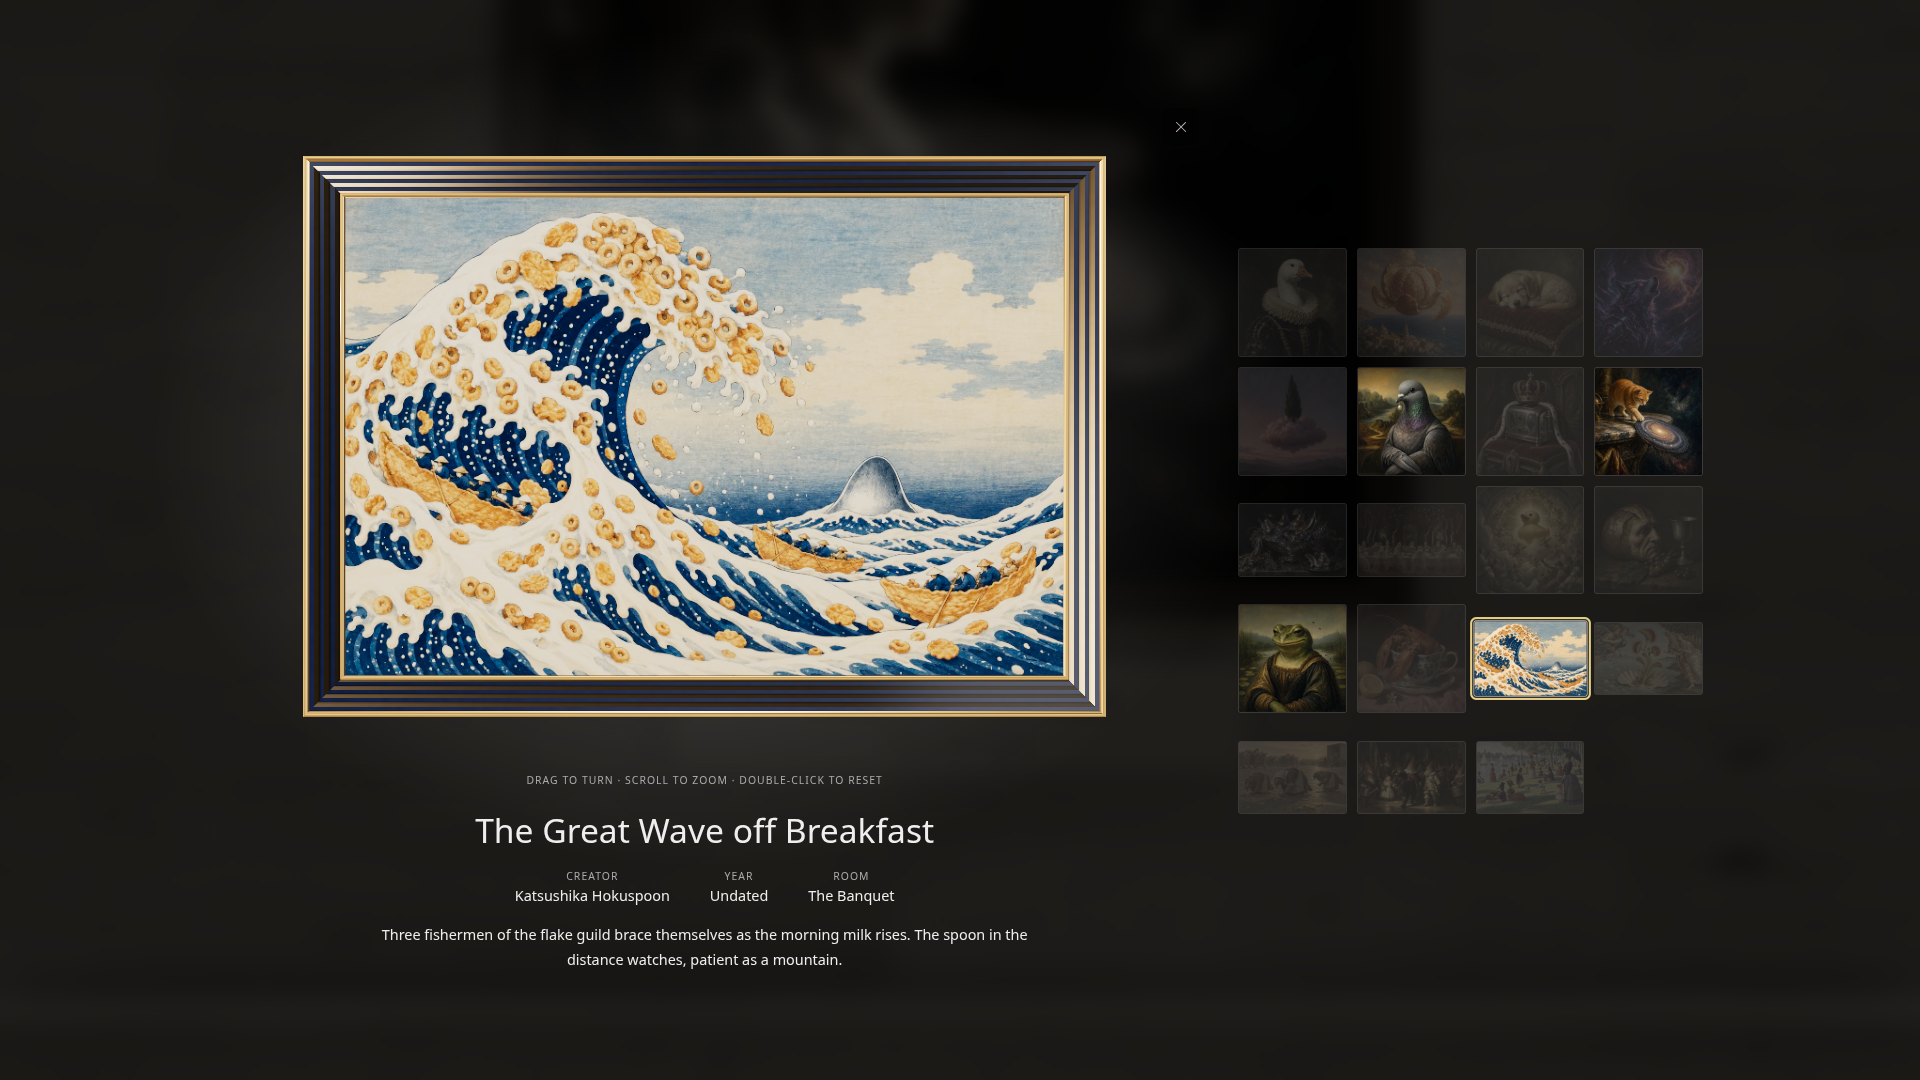 DRAG TO TURN · SCROLL TO ZOOM · DOUBLE-CLICK TO RESET
The Great Wave off Breakfast
CREATOR
Katsushika Hokuspoon
YEAR
Undated
ROOM
The Banquet
Three fishermen of the flake guild brace themselves as the morning milk rises. The spoon in the
distance watches, patient as a mountain.